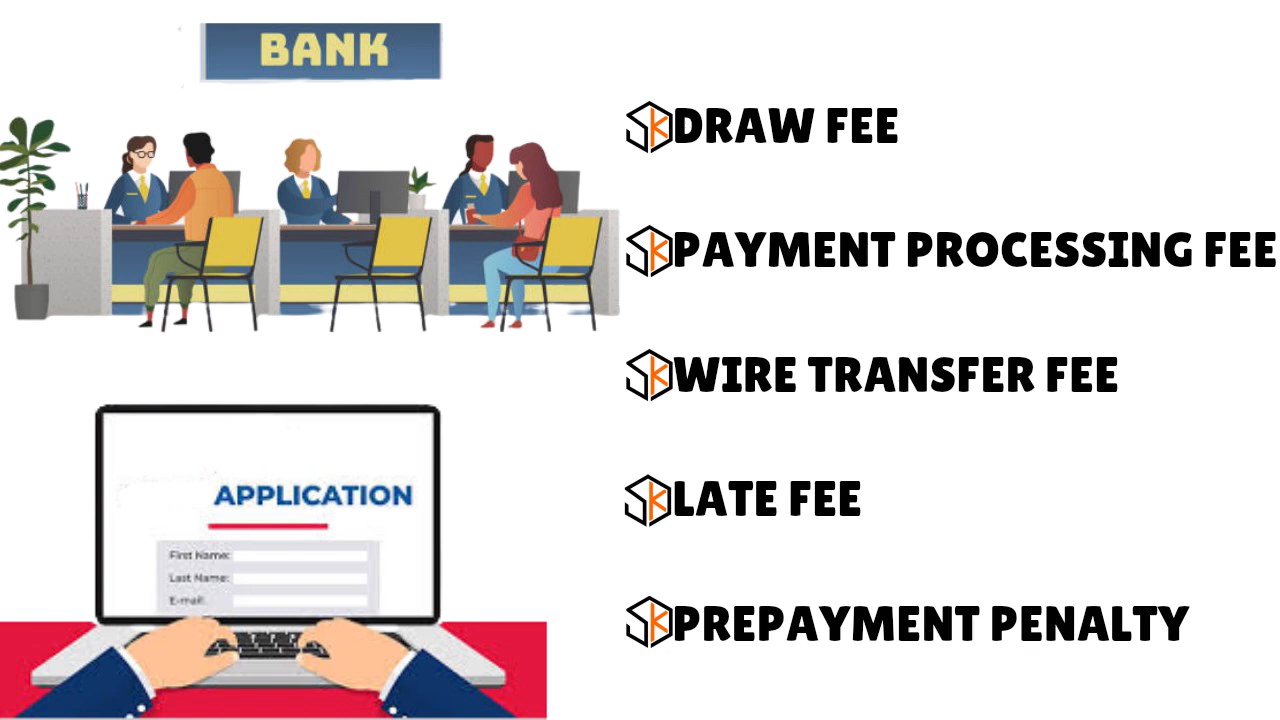 BANK
DRAW FEE
PAYMENT PROCESSING FEE
WIRE TRANSFER FEE
LATE FEE
PREPAYMENT PENALTY
APPLICATION
First Name:
Last Name:
E-mail: